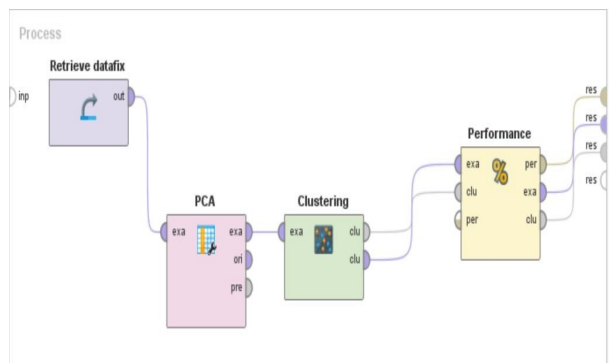 Process
Retrieve datafix
inp
out
res
res
res
res
Performance
exa
per
clu
exa
per
clu
PCA
exa
exa
ori
pre
Clustering
exa
clu
clu
%